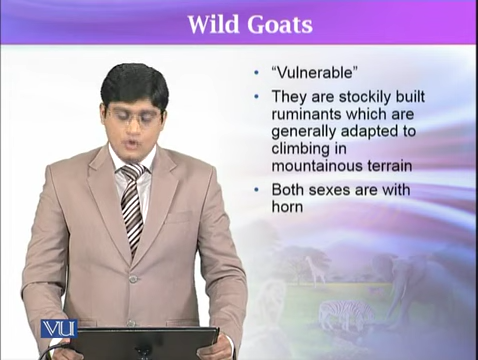 Wild Goats
• “Vulnerable”
• They are stockily built
ruminants which are
generally adapted to
climbing in
mountainous terrain
• Both sexes are with
horn
VU